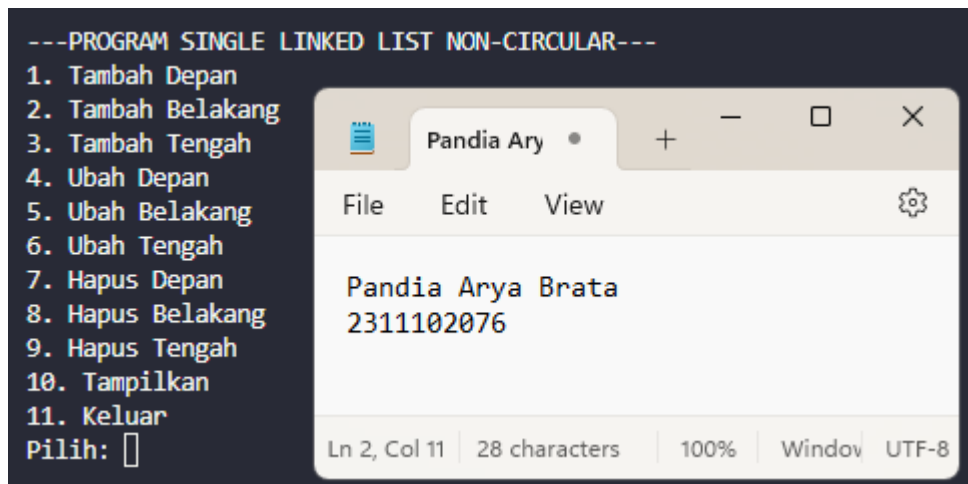 ---PROGRAM SINGLE LINKED LIST NON-CIRCULAR---
1. Tambah Depan
2. Tambah Belakang
3. Tambah Tengah
4. Ubah Depan
5. Ubah Belakang
6. Ubah Tengah
7. Hapus Depan
8. Hapus Belakang
9. Hapus Tengah
10. Tampilkan
11. Keluar
Pilih:
Pandia Ary
File Edit View
Pandia Arya Brata
2311102076
Ln 2, Col 11 28 characters 100% Window UTF-8